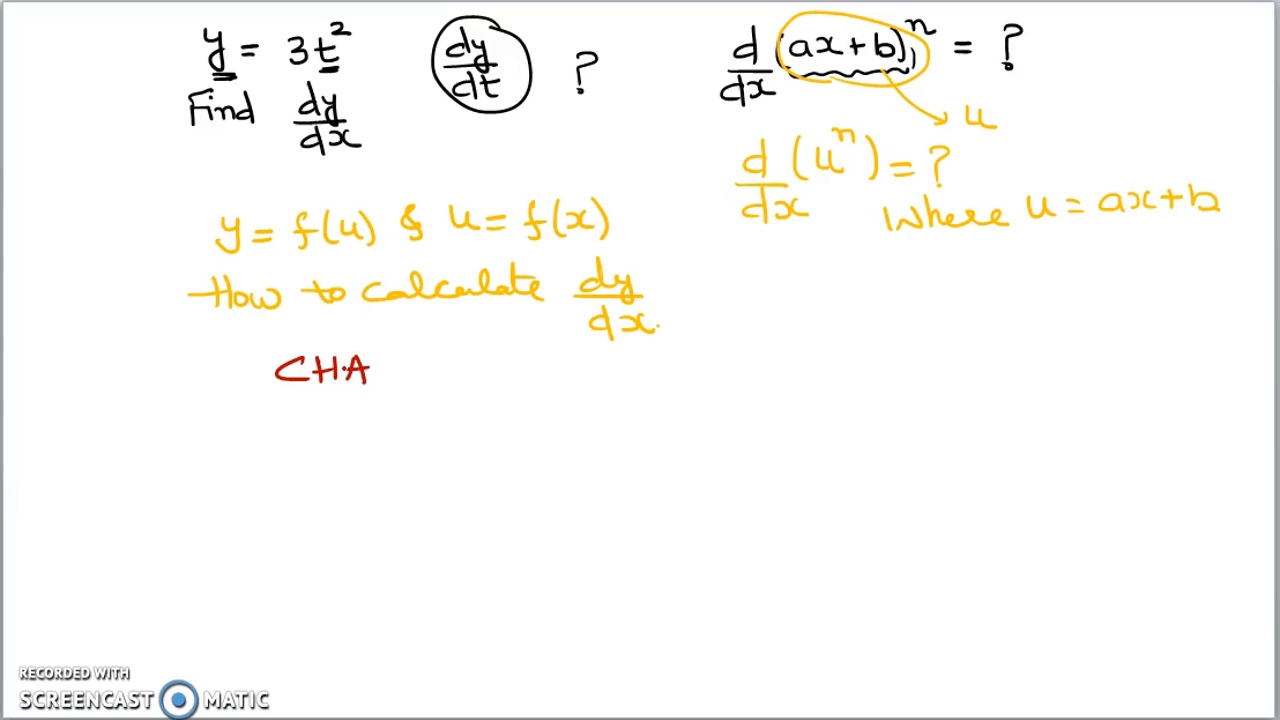 y = 3t² dy/dt ?
Find dy/dx
d/dx (ax+b)ⁿ = ?
u
d/dx (uⁿ) = ?
Where u = ax+b
y = f(u) & u = f(x)
How to calculate dy/dx.
CHA
RECORDED WITH
SCREENCAST MATIC